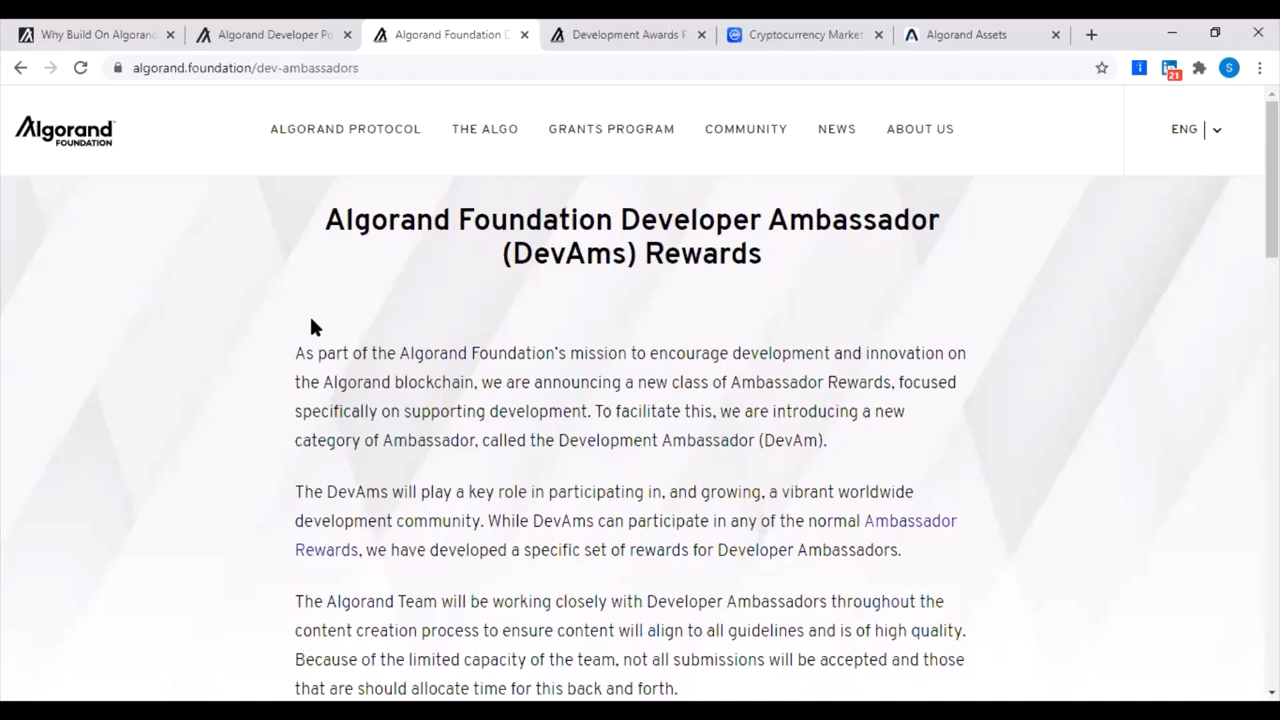 Why Build On Algorand
Algorand Developer Po
Algorand Foundation D
Development Awards F
Cryptocurrency Market
Algorand Assets
algorand.foundation/dev-ambassadors
21
S
Algorand
FOUNDATION
ALGORAND PROTOCOL
THE ALGO
GRANTS PROGRAM
COMMUNITY
NEWS
ABOUT US
ENG
Algorand Foundation Developer Ambassador
(DevAms) Rewards
As part of the Algorand Foundation's mission to encourage development and innovation on
the Algorand blockchain, we are announcing a new class of Ambassador Rewards, focused
specifically on supporting development. To facilitate this, we are introducing a new
category of Ambassador, called the Development Ambassador (DevAm).
The DevAms will play a key role in participating in, and growing, a vibrant worldwide
development community. While DevAms can participate in any of the normal Ambassador
Rewards, we have developed a specific set of rewards for Developer Ambassadors.
The Algorand Team will be working closely with Developer Ambassadors throughout the
content creation process to ensure content will align to all guidelines and is of high quality.
Because of the limited capacity of the team, not all submissions will be accepted and those
that are should allocate time for this back and forth.